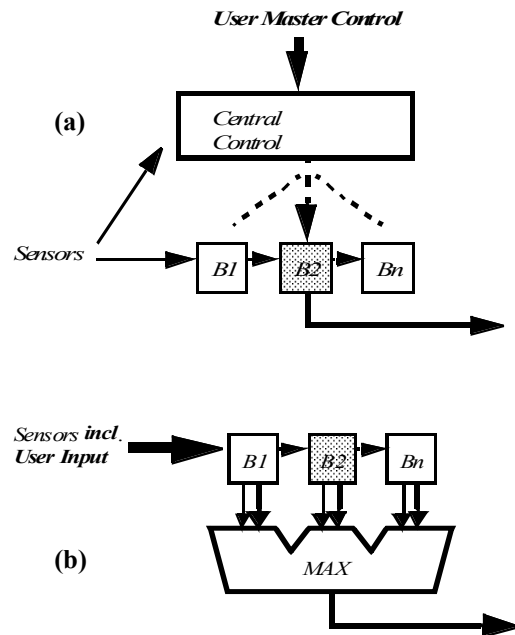 User Master Control
(a)
Central
Control
Sensors
B1 B2 Bn
Sensors incl.
User Input
B1 B2 Bn
MAX
(b)